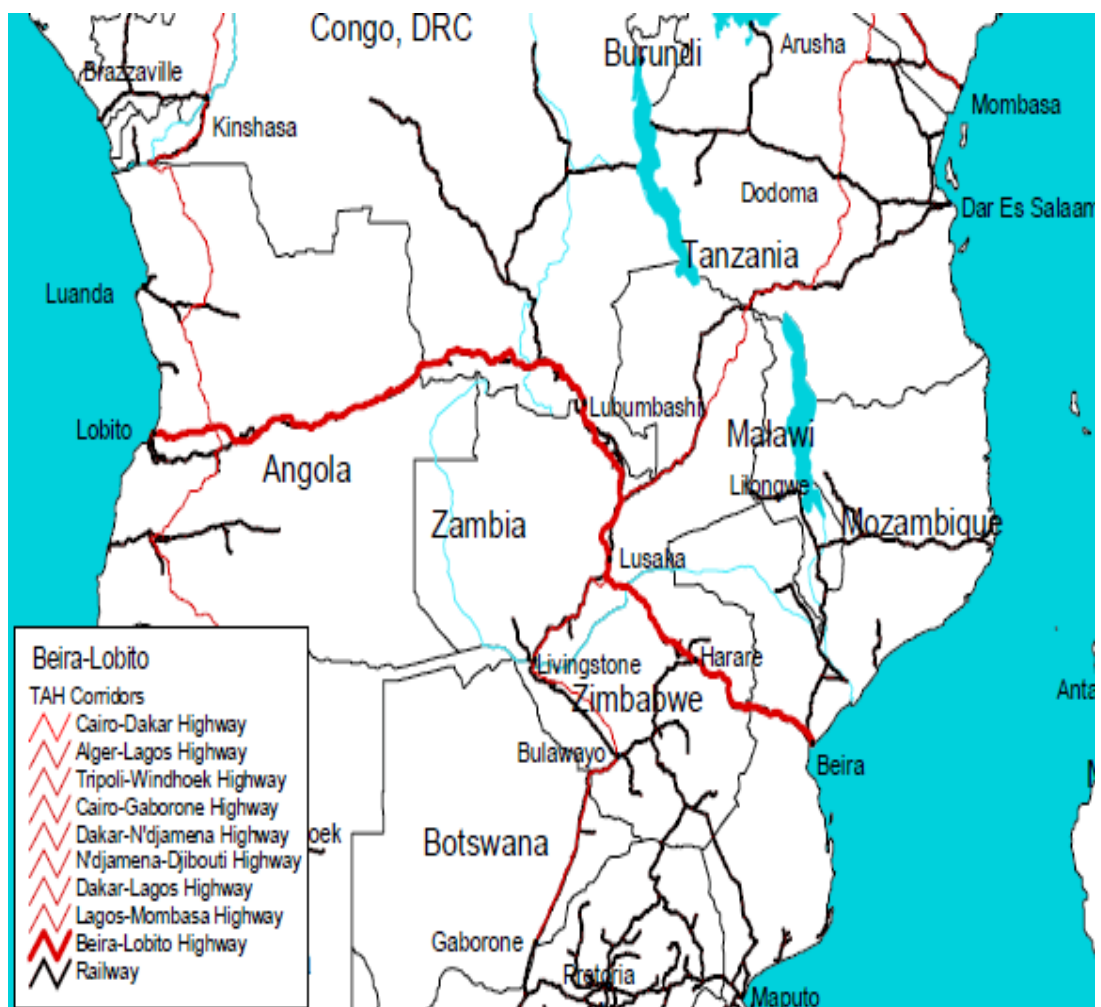 Congo, DRC
Burundi
Arusha
Brazzaville
Mombasa
Kinshasa
Dodoma
Dar Es Salaam
Tanzania
Luanda
Lubumbashi
Lobito
Malawi
Angola
Lilongwe
Zambia
Mozambique
Lusaka
Harare
Livingstone
Zimbabwe
Anta
Bulawayo
Beira
M
oek
Botswana
Gaborone
Pretoria
Maputo
Beira-Lobito
TAH Corridors
Cairo-Dakar Highway
Alger-Lagos Highway
Tripoli-Windhoek Highway
Cairo-Gaborone Highway
Dakar-N'djamena Highway
N'djamena-Djibouti Highway
Dakar-Lagos Highway
Lagos-Mombasa Highway
Beira-Lobito Highway
Railway